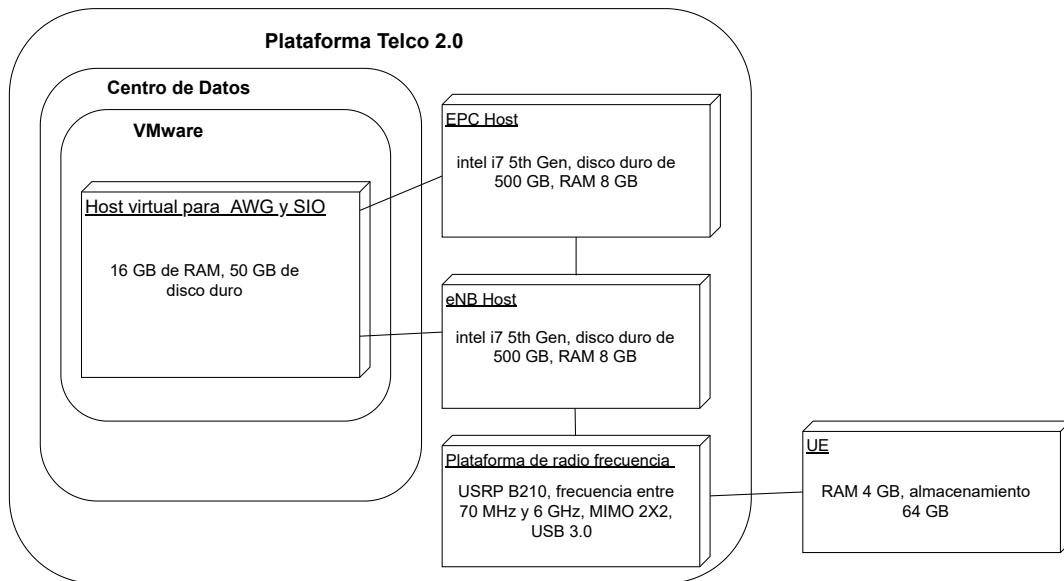 Plataforma Telco 2.0
Centro de Datos
VMware
Host virtual para AWG y SIO
16 GB de RAM, 50 GB de
disco duro
EPC Host
intel i7 5th Gen, disco duro de
500 GB, RAM 8 GB
eNB Host
intel i7 5th Gen, disco duro de
500 GB, RAM 8 GB
Plataforma de radio frecuencia
USRP B210, frecuencia entre
70 MHz y 6 GHz, MIMO 2X2,
USB 3.0
UE
RAM 4 GB, almacenamiento
64 GB